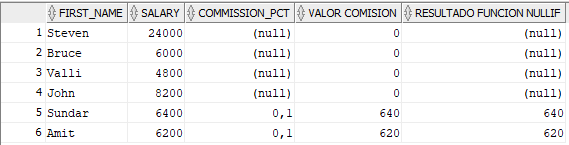 FIRST_NAME SALARY COMMISSION_PCT VALOR COMISION RESULTADO FUNCION NULLIF
1 Steven 24000 (null) 0 (null)
2 Bruce 6000 (null) 0 (null)
3 Valli 4800 (null) 0 (null)
4 John 8200 (null) 0 (null)
5 Sundar 6400 0,1 640 640
6 Amit 6200 0,1 620 620